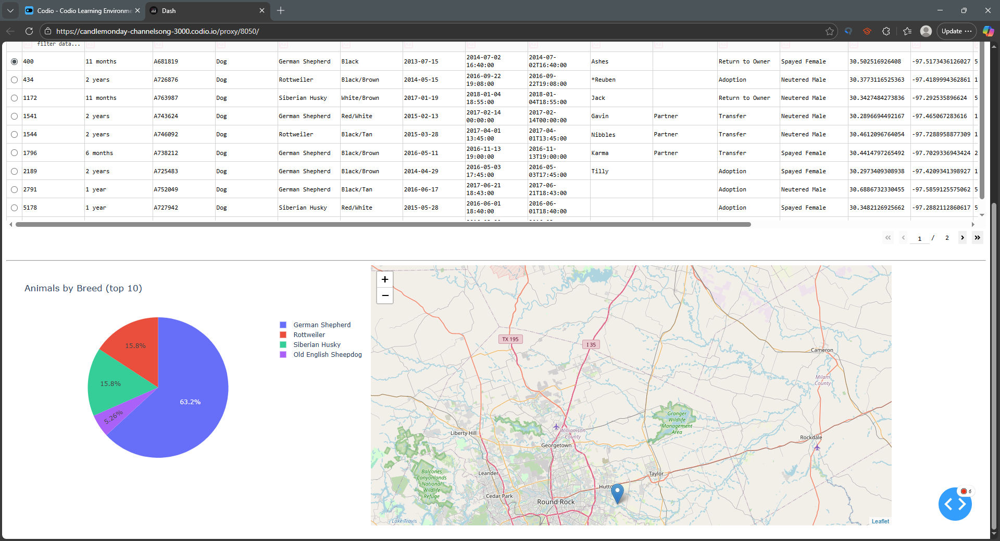 Codio - Codio Learning Environme
Dash
https://candlemonday-channelsong-3000.codio.io/proxy/8050/
Update
filter data...
400 11 months A681819 Dog German Shepherd Black 2013-07-15 2014-07-02 16:40:00 2014-07-02T16:40:00 Ashes Return to Owner Spayed Female 30.502516926408 -97.5173436126027 5
434 2 years A726876 Dog Rottweiler Black/Brown 2014-05-15 2016-09-22 19:08:00 2016-09-22T19:08:00 *Reuben Adoption Neutered Male 30.3773116525363 -97.4189994362861 1
1172 11 months A763987 Dog Siberian Husky White/Brown 2017-01-19 2018-01-04 18:55:00 2018-01-04T18:55:00 Jack Return to Owner Neutered Male 30.3427484273836 -97.292535896624 5
1541 2 years A743624 Dog German Shepherd Red/White 2015-02-13 2017-02-14 00:00:00 2017-02-14T00:00:00 Gavin Partner Transfer Neutered Male 30.2896694492167 -97.465067283616 1
1544 2 years A746092 Dog Rottweiler Black/Tan 2015-03-28 2017-04-01 13:45:00 2017-04-01T13:45:00 Nibbles Partner Transfer Neutered Male 30.4612096764054 -97.7288958877309 1
1796 6 months A738212 Dog German Shepherd Black/Brown 2016-05-11 2016-11-13 19:00:00 2016-11-13T19:00:00 Karma Partner Transfer Spayed Female 30.4414797265492 -97.7029336943424 2
2189 2 years A725483 Dog German Shepherd Black/Brown 2014-04-29 2016-05-03 17:45:00 2016-05-03T17:45:00 Tilly Adoption Spayed Female 30.2973409308938 -97.4209341398927 1
2791 1 year A752049 Dog German Shepherd Black/Tan 2016-06-17 2017-06-21 18:43:00 2017-06-21T18:43:00 Adoption Neutered Male 30.6886732330455 -97.5859125575062 5
5178 1 year A727942 Dog Siberian Husky Red/White 2015-05-28 2016-06-01 18:40:00 2016-06-01T18:40:00 Adoption Spayed Female 30.3482126925662 -97.2882112860617 5
1 / 2
Animals by Breed (top 10)
German Shepherd
Rottweiler
Siberian Husky
Old English Sheepdog
15.8%
15.8%
63.2%
5.26%
+
−
TX 195
I 35
Cameron
Milam
County
Granger
Wildlife
Management
Area
Liberty Hill
Williamson
County
Georgetown
Rockdale
Balcones
Canyonlands
National
Wildlife
Refuge
Leander
Taylor
Hutto
Cedar Park
Round Rock
Lake Travis
6
Leaflet